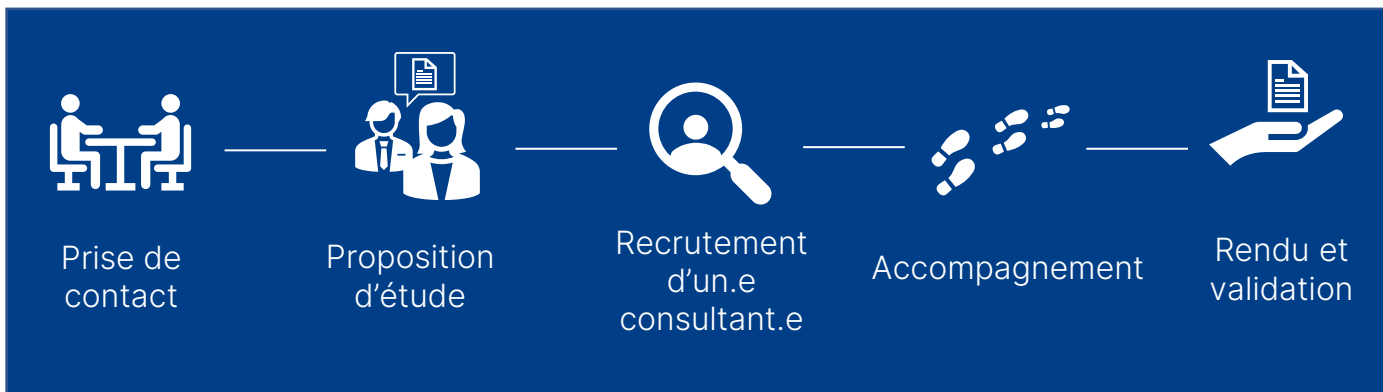 Prise de
contact
Proposition
d’étude
Recrutement
d’un.e
consultant.e
Accompagnement
Rendu et
validation